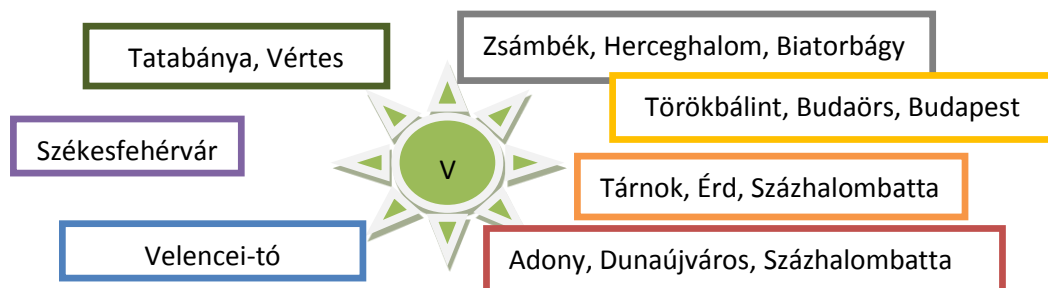 Tatabánya, Vértes
Zsámbék, Herceghalom, Biatorbágy
Törökbálint, Budaörs, Budapest
Székesfehérvár
V
Tárnok, Érd, Százhalombatta
Velencei-tó
Adony, Dunaújváros, Százhalombatta